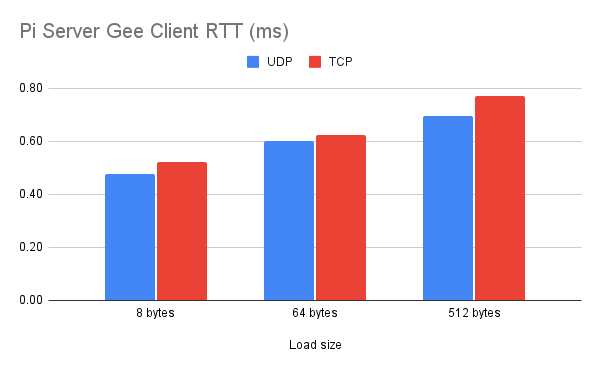 Pi Server Gee Client RTT (ms)
UDP TCP
0.80
0.60
0.40
0.20
0.00
8 bytes 64 bytes 512 bytes
Load size